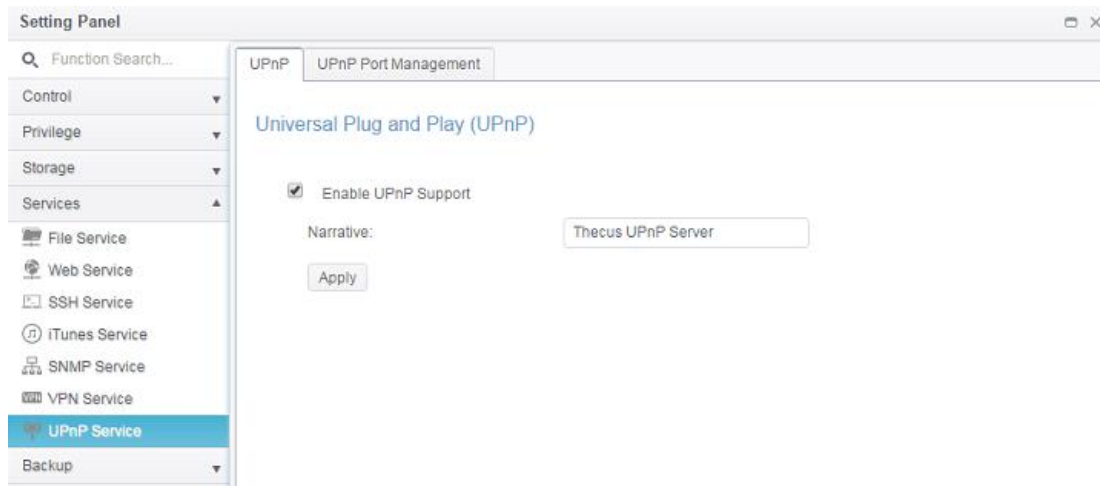 Setting Panel
Function Search...
Control
Privilege
Storage
Services
File Service
Web Service
SSH Service
iTunes Service
SNMP Service
VPN Service
UPnP Service
Backup
UPnP
UPnP Port Management
Universal Plug and Play (UPnP)
Enable UPnP Support
Narrative:
Thecus UPnP Server
Apply